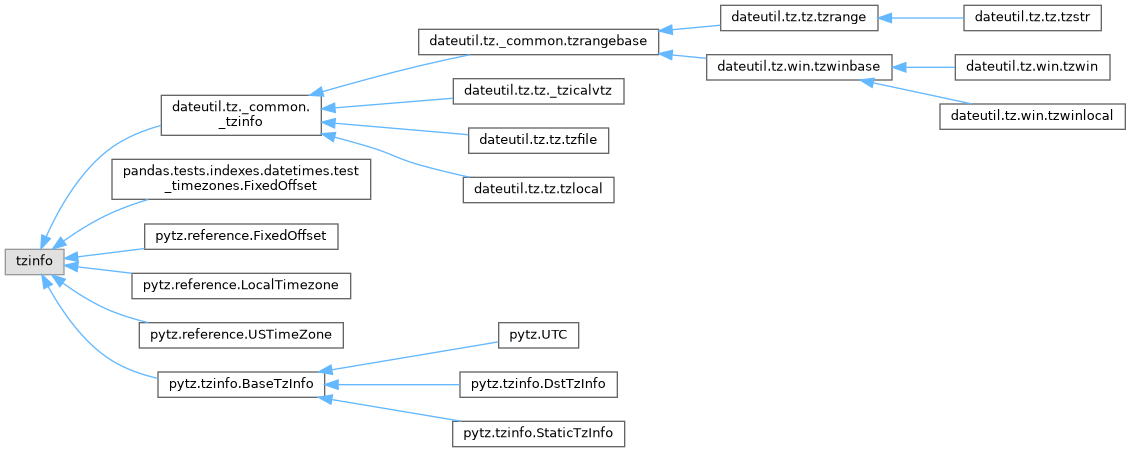 dateutil.tz.tz.tzrange
dateutil.tz.tz.tzstr
dateutil.tz._common.tzrangebase
dateutil.tz.win.tzwinbase
dateutil.tz.win.tzwin
dateutil.tz._common.
_tzinfo
dateutil.tz.tz._tzicalvtz
dateutil.tz.win.tzwinlocal
dateutil.tz.tz.tzfile
pandas.tests.indexes.datetimes.test
_timezones.FixedOffset
dateutil.tz.tz.tzlocal
pytz.reference.FixedOffset
tzinfo
pytz.reference.LocalTimezone
pytz.reference.USTimeZone
pytz.UTC
pytz.tzinfo.BaseTzInfo
pytz.tzinfo.DstTzInfo
pytz.tzinfo.StaticTzInfo